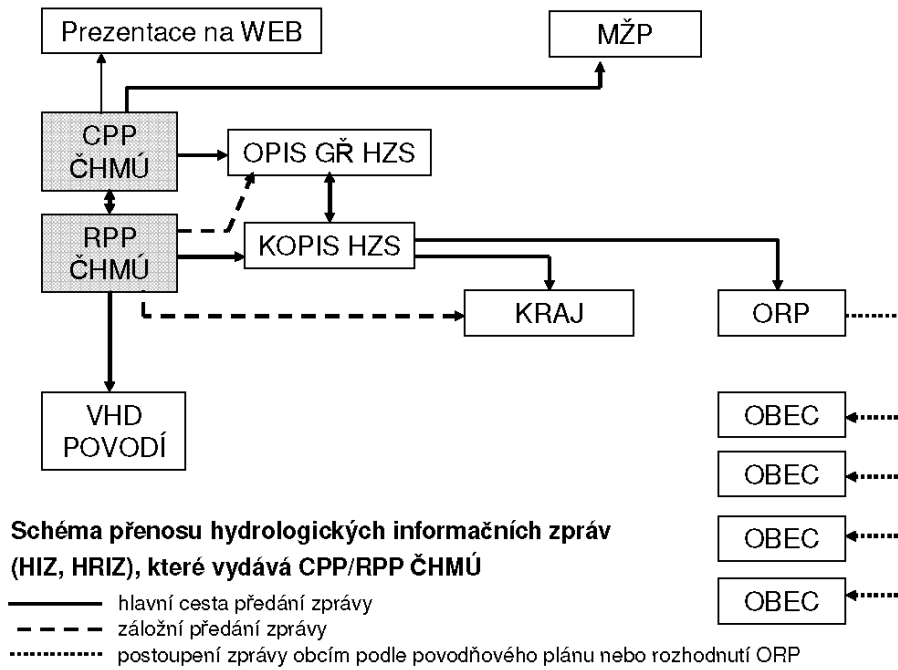 Prezentace na WEB
MŽP
CPP
ČHMÚ
OPIS GŘ HZS
RPP
ČHMÚ
KOPIS HZS
KRAJ
ORP
VHD
POVODÍ
OBEC
OBEC
OBEC
OBEC
Schéma přenosu hydrologických informačních zpráv
(HIZ, HRIZ), které vydává CPP/RPP ČHMÚ
hlavní cesta předání zprávy
záložní předání zprávy
postoupení zprávy obcím podle povodňového plánu nebo rozhodnutí ORP